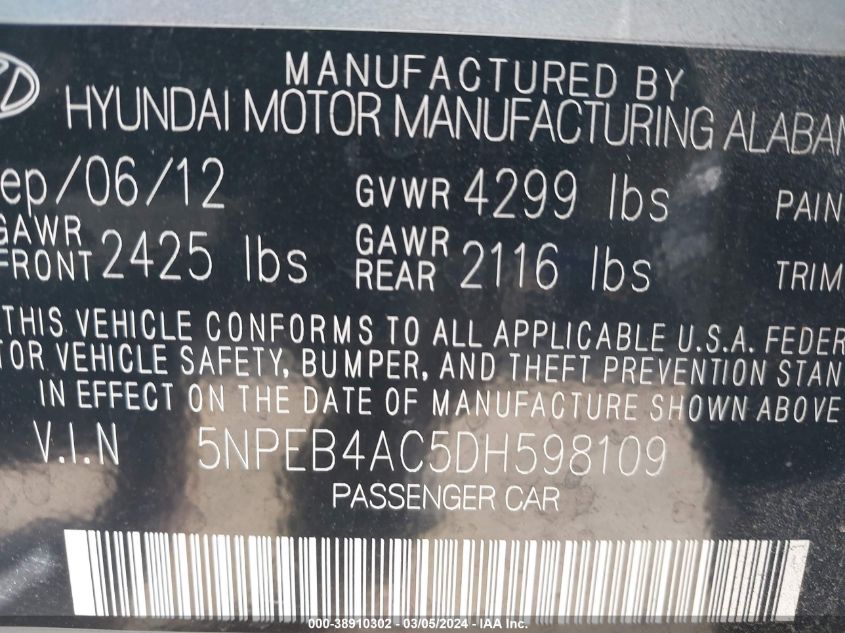 MANUFACTURED BY
HYUNDAI MOTOR MANUFACTURING ALABAM
ep/06/12 GVWR 4299 lbs PAIN
GAWR FRONT 2425 lbs GAWR REAR 2116 lbs TRIM
THIS VEHICLE CONFORMS TO ALL APPLICABLE U.S.A. FEDER
TOR VEHICLE SAFETY, BUMPER, AND THEFT PREVENTION STAN
IN EFFECT ON THE DATE OF MANUFACTURE SHOWN ABOVE
V.I.N 5NPEB4AC5DH598109
PASSENGER CAR
000-38910302 - 03/05/2024 - IAA Inc.